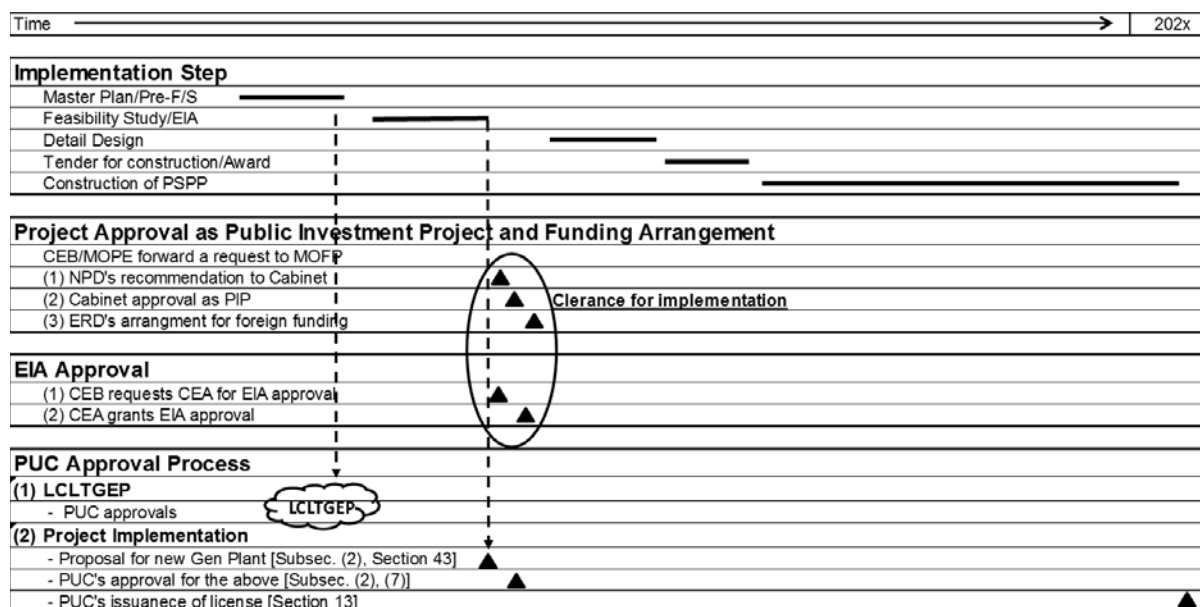 Time 202x
Implementation Step
Master Plan/Pre-F/S
Feasibility Study/EIA
Detail Design
Tender for construction/Award
Construction of PSPP
Project Approval as Public Investment Project and Funding Arrangement
CEB/MOPE forward a request to MOFP
(1) NPD's recommendation to Cabinet
(2) Cabinet approval as PIP Clerance for implementation
(3) ERD's arrangment for foreign funding
EIA Approval
(1) CEB requests CEA for EIA approval
(2) CEA grants EIA approval
PUC Approval Process
(1) LCLTGEP
- PUC approvals LCLTGEP
(2) Project Implementation
- Proposal for new Gen Plant [Subsec. (2), Section 43]
- PUC's approval for the above [Subsec. (2), (7)]
- PUC's issuanece of license [Section 13]